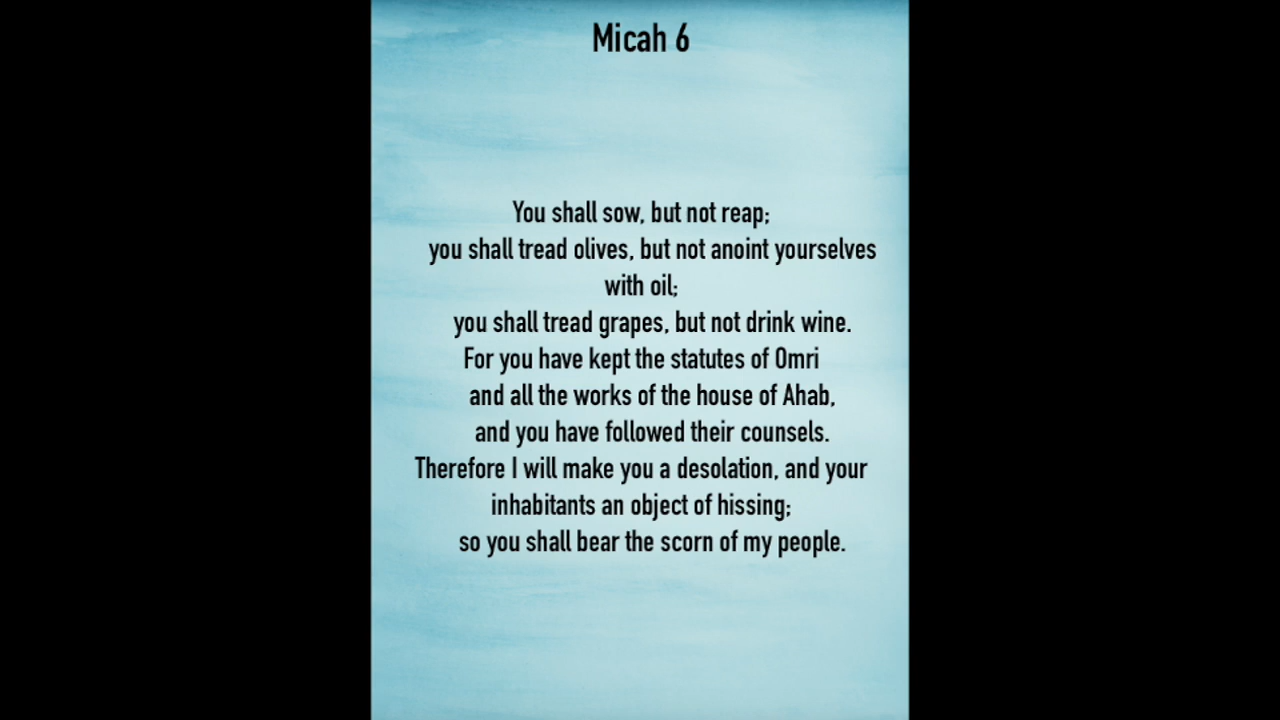 Micah 6
You shall sow, but not reap;
you shall tread olives, but not anoint yourselves
with oil;
you shall tread grapes, but not drink wine.
For you have kept the statutes of Omri
and all the works of the house of Ahab,
and you have followed their counsels.
Therefore I will make you a desolation, and your
inhabitants an object of hissing;
so you shall bear the scorn of my people.